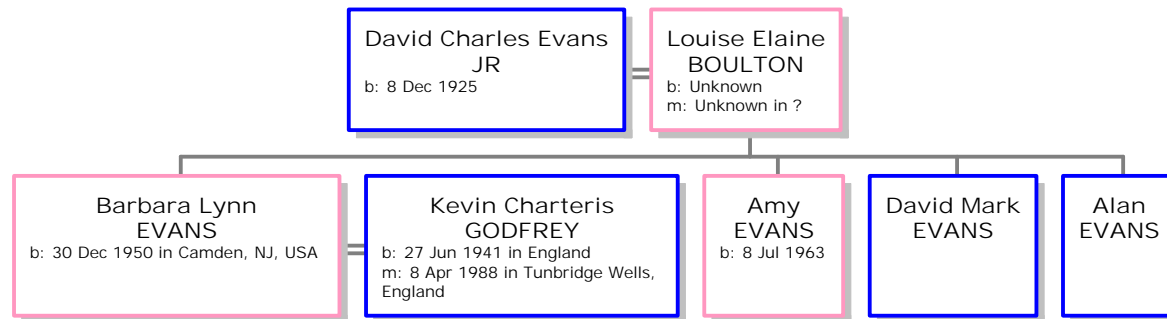 David Charles Evans
JR
b: 8 Dec 1925
Louise Elaine
BOULTON
b: Unknown
m: Unknown in ?
Barbara Lynn
EVANS
b: 30 Dec 1950 in Camden, NJ, USA
Kevin Charteris
GODFREY
b: 27 Jun 1941 in England
m: 8 Apr 1988 in Tunbridge Wells,
England
Amy
EVANS
b: 8 Jul 1963
David Mark
EVANS
Alan
EVANS